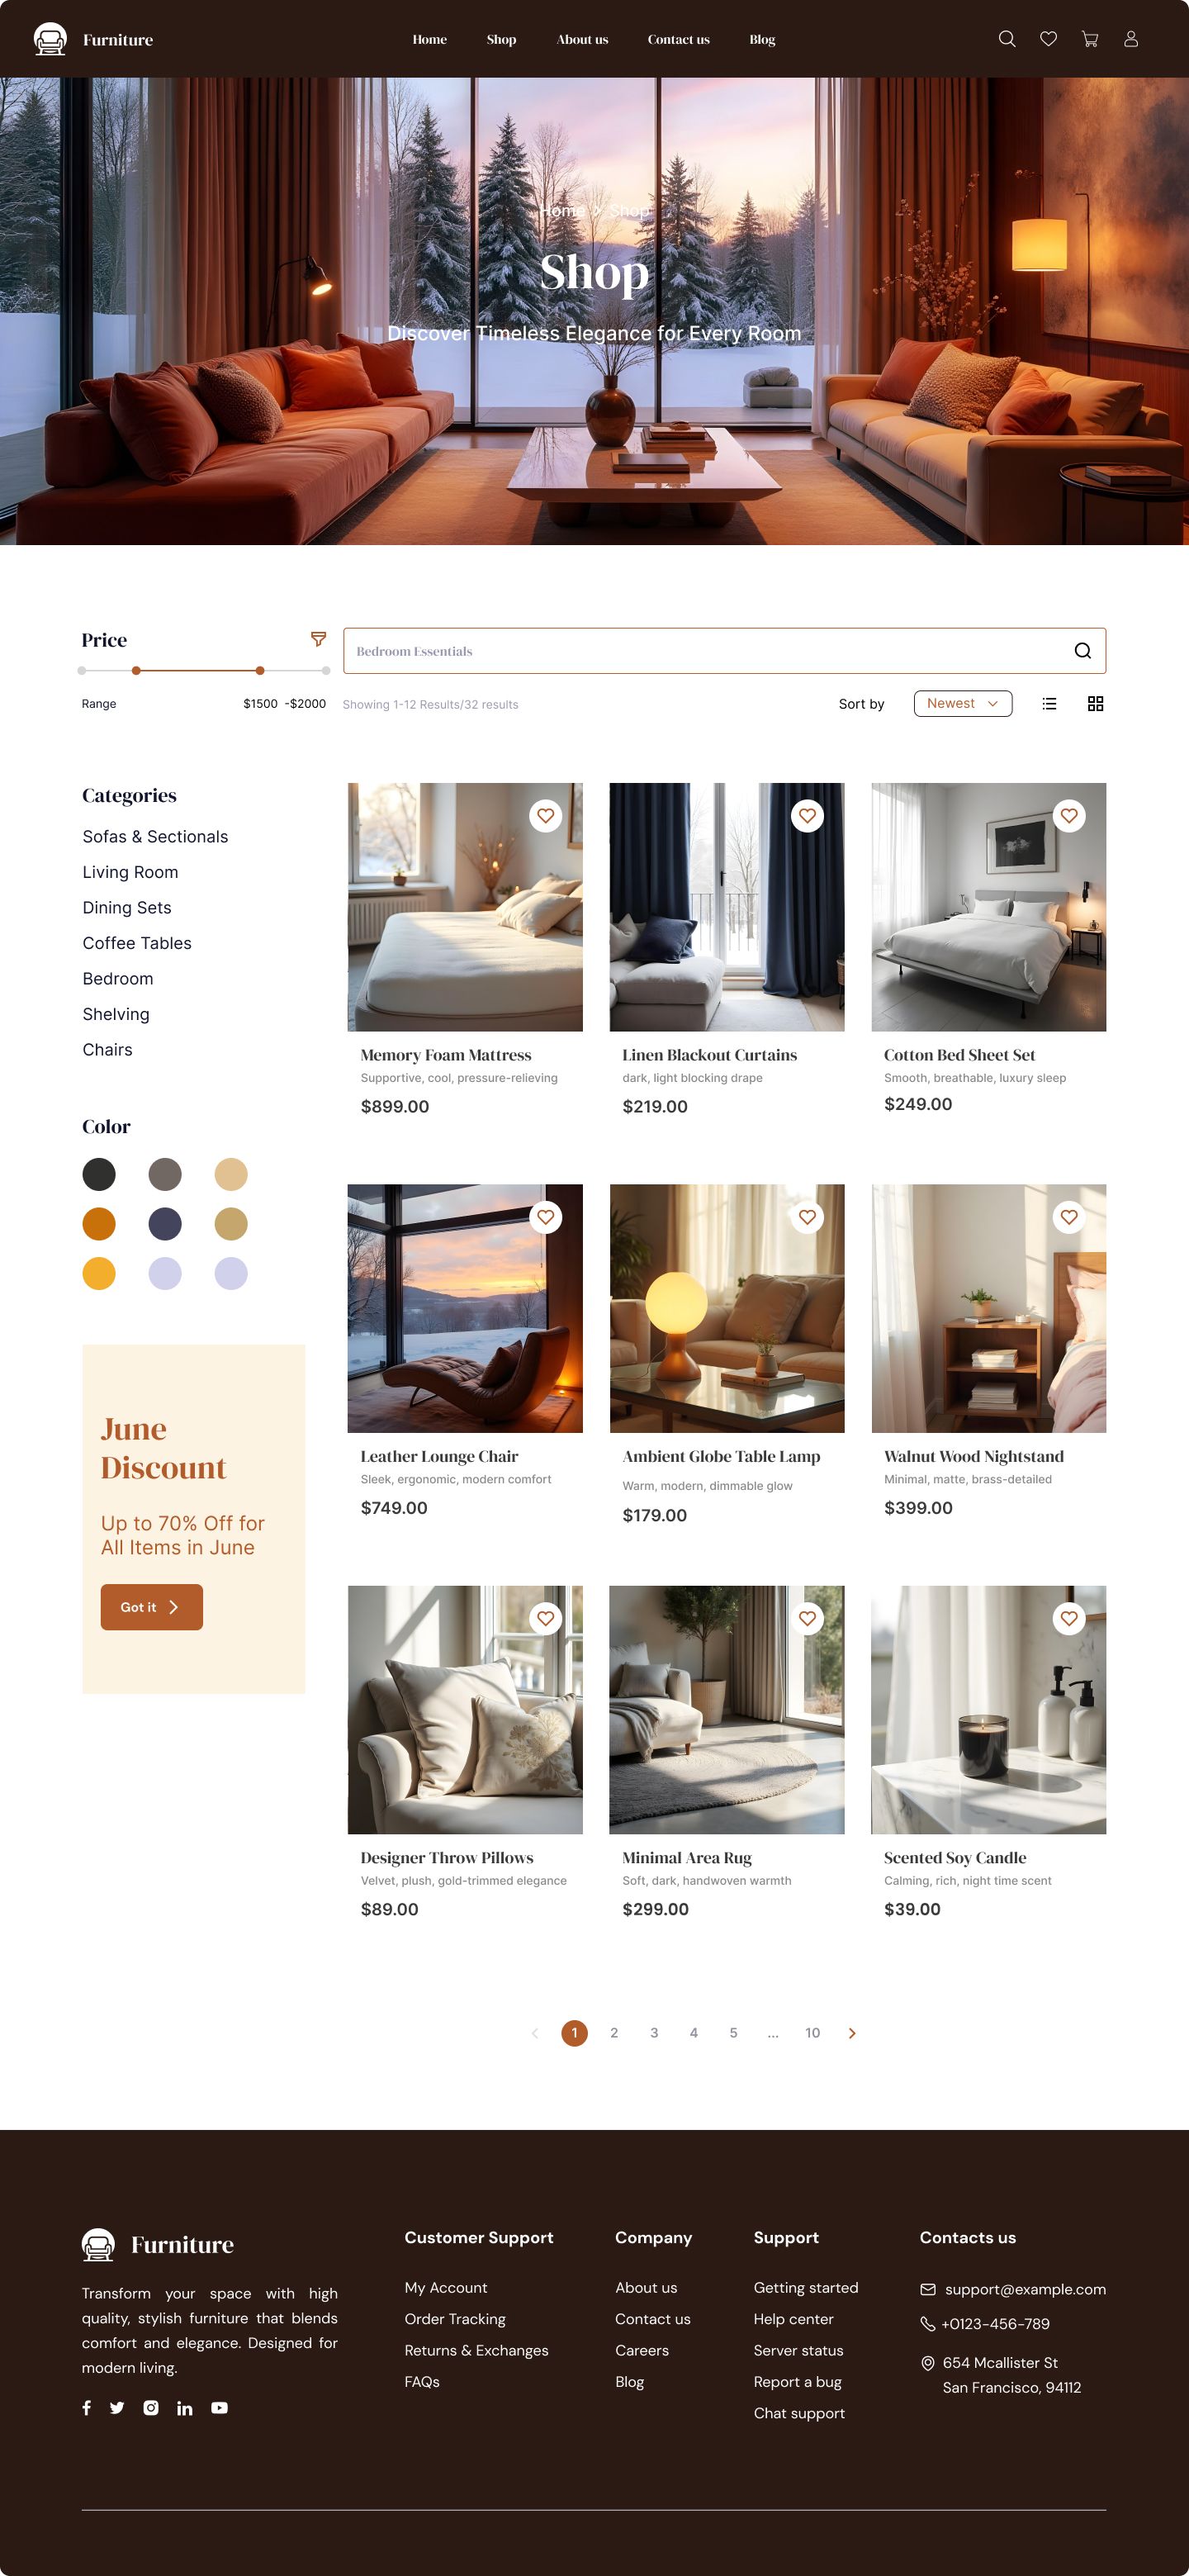 Furniture
Home Shop About us Contact us Blog
Home > Shop
Shop
Discover Timeless Elegance for Every Room
Price
Bedroom Essentials
Range $1500 -$2000
Showing 1-12 Results/32 results
Sort by Newest
Categories
Sofas & Sectionals
Living Room
Dining Sets
Coffee Tables
Bedroom
Shelving
Chairs
Color
June
Discount
Up to 70% Off for
All Items in June
Got it
Memory Foam Mattress
Supportive, cool, pressure-relieving
$899.00
Linen Blackout Curtains
dark, light blocking drape
$219.00
Cotton Bed Sheet Set
Smooth, breathable, luxury sleep
$249.00
Leather Lounge Chair
Sleek, ergonomic, modern comfort
$749.00
Ambient Globe Table Lamp
Warm, modern, dimmable glow
$179.00
Walnut Wood Nightstand
Minimal, matte, brass-detailed
$399.00
Designer Throw Pillows
Velvet, plush, gold-trimmed elegance
$89.00
Minimal Area Rug
Soft, dark, handwoven warmth
$299.00
Scented Soy Candle
Calming, rich, night time scent
$39.00
1 2 3 4 5 ... 10
Furniture
Transform your space with high
quality, stylish furniture that blends
comfort and elegance. Designed for
modern living.
Customer Support
My Account
Order Tracking
Returns & Exchanges
FAQs
Company
About us
Contact us
Careers
Blog
Support
Getting started
Help center
Server status
Report a bug
Chat support
Contacts us
support@example.com
+0123-456-789
654 Mcallister St
San Francisco, 94112